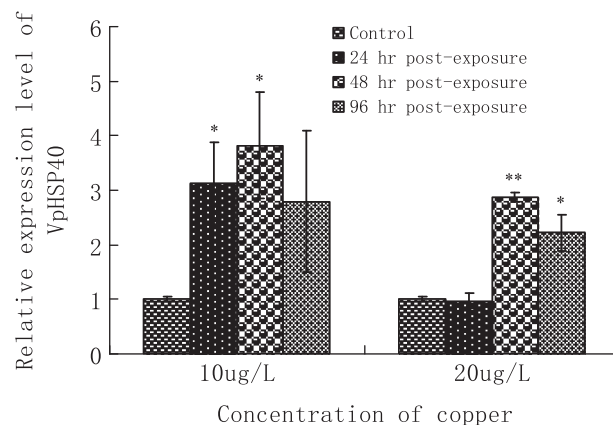 Relative expression level of
VpHSP40
6
5
4
3
2
1
0
Control
24 hr post-exposure
48 hr post-exposure
96 hr post-exposure
*
*
**
*
10ug/L
20ug/L
Concentration of copper